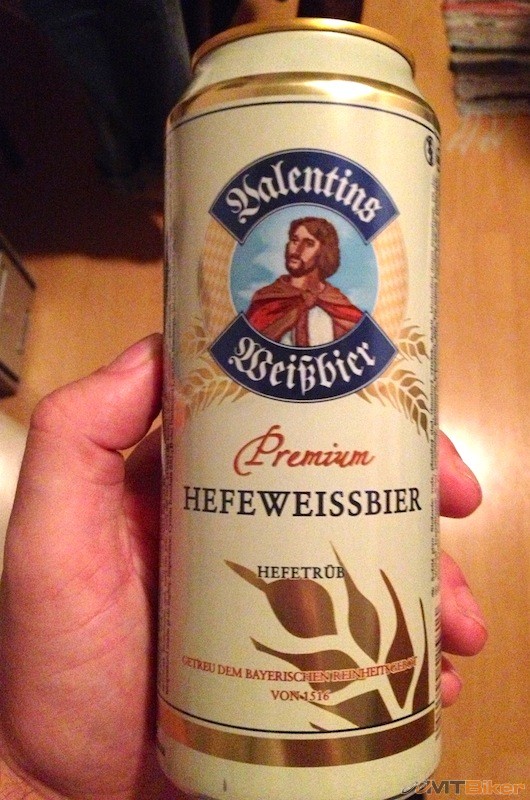 Valentins
Weißbier
Premium
HEFEWEISSBIER
HEFETRÜB
GETREU DEM BAYERISCHEN REINHEITSGEBOT
VON 1516
MTBiker